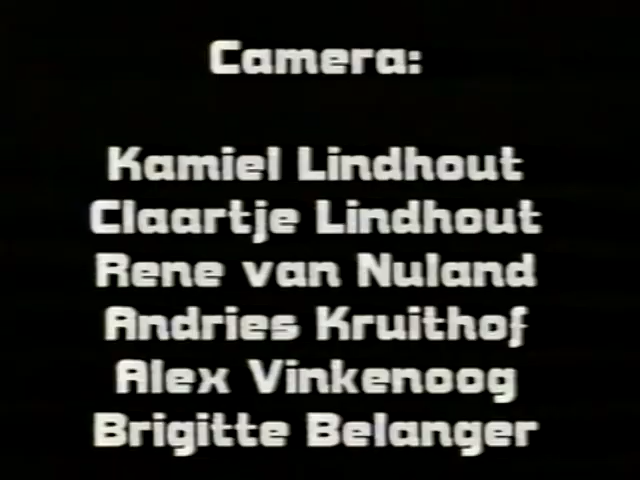 Camera:
Kamiel Lindhout
Claartje Lindhout
Rene van Nuland
Andries Kruithof
Alex Vinkenoog
Brigitte Belanger